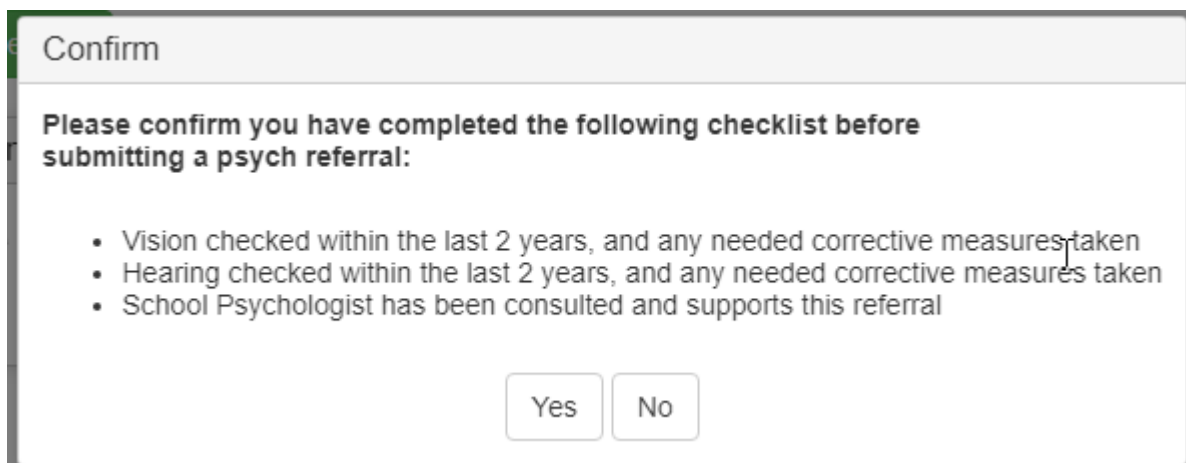 Confirm
Please confirm you have completed the following checklist before
submitting a psych referral:
• Vision checked within the last 2 years, and any needed corrective measures taken
• Hearing checked within the last 2 years, and any needed corrective measures taken
• School Psychologist has been consulted and supports this referral
Yes No